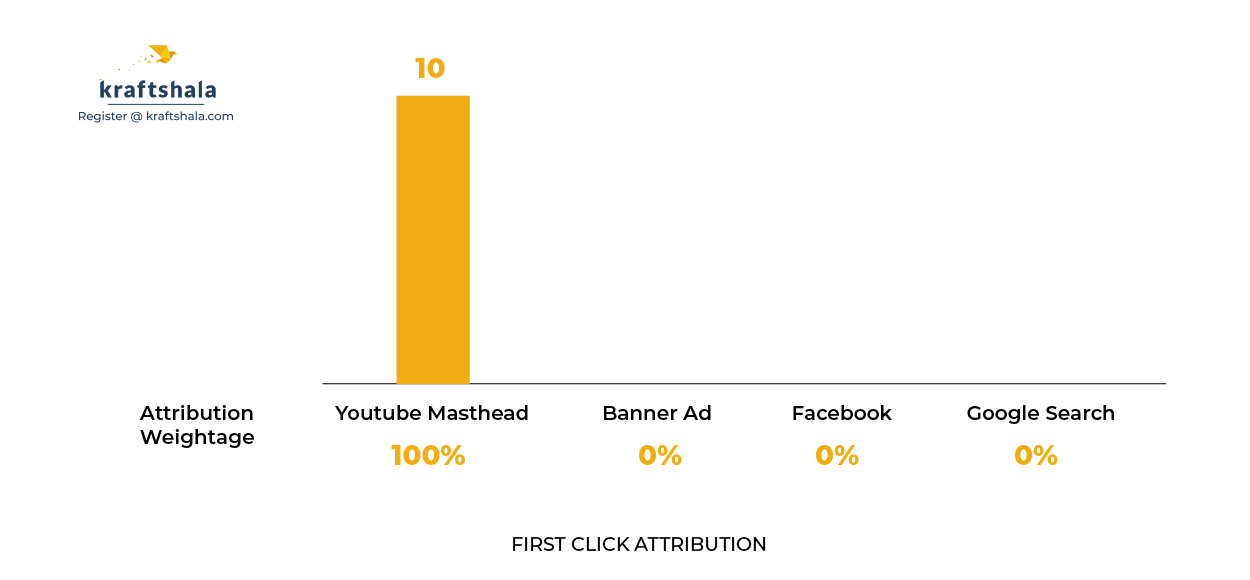 kraftshala
Register @ kraftshala.com
10
Attribution
Weightage
Youtube Masthead
Banner Ad
Facebook
Google Search
100%
0%
0%
0%
FIRST CLICK ATTRIBUTION